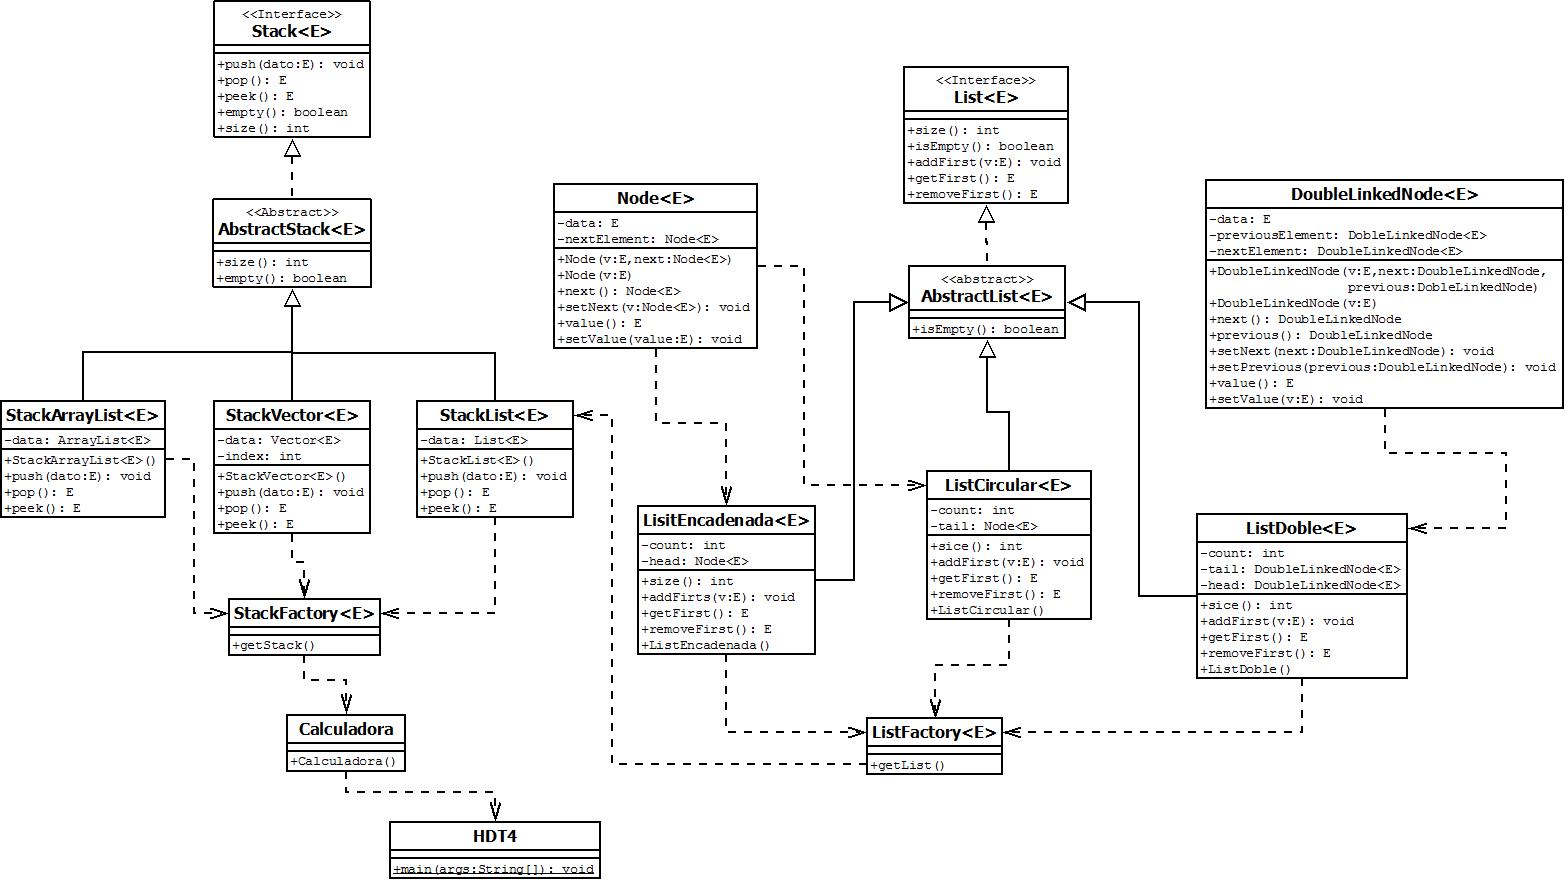 <<Interface>>
Stack<E>
+push(dato:E): void
+pop(): E
+peek(): E
+empty(): boolean
+size(): int
<<Abstract>>
AbstractStack<E>
+size(): int
+empty(): boolean
StackArrayList<E>
-data: ArrayList<E>
+StackArrayList<E>()
+push(dato:E): void
+pop(): E
+peek(): E
StackVector<E>
-data: Vector<E>
-index: int
+StackVector<E>()
+push(dato:E): void
+pop(): E
+peek(): E
StackList<E>
-data: List<E>
+StackList<E>()
+push(dato:E): void
+pop(): E
+peek(): E
StackFactory<E>
+getStack()
Calculadora
+Calculadora()
HDT4
+main(args:String[]): void
Node<E>
-data: E
-nextElement: Node<E>
+Node(v:E,next:Node<E>)
+Node(v:E)
+next(): Node<E>
+setNext(v:Node<E>): void
+value(): E
+setValue(value:E): void
<<Interface>>
List<E>
+size(): int
+isEmpty(): boolean
+addFirst(v:E): void
+getFirst(): E
+removeFirst(): E
<<abstract>>
AbstractList<E>
+isEmpty(): boolean
LisitEncadenada<E>
-count: int
-head: Node<E>
+size(): int
+addFirts(v:E): void
+getFirst(): E
+removeFirst(): E
+ListEncadenada()
ListCircular<E>
-count: int
-tail: Node<E>
+sice(): int
+addFirst(v:E): void
+getFirst(): E
+removeFirst(): E
+ListCircular()
ListFactory<E>
+getList()
DoubleLinkedNode<E>
-data: E
-previousElement: DobleLinkedNode<E>
-nextElement: DoubleLinkedNode<E>
+DoubleLinkedNode(v:E,next:DoubleLinkedNode,
previous:DobleLinkedNode)
+DoubleLinkedNode(v:E)
+next(): DoubleLinkedNode
+previous(): DoubleLinkedNode
+setNext(next:DoubleLinkedNode): void
+setPrevious(previous:DoubleLinkedNode): void
+value(): E
+setValue(v:E): void
ListDoble<E>
-count: int
-tail: DoubleLinkedNode<E>
-head: DoubleLinkedNode<E>
+sice(): int
+addFirst(v:E): void
+getFirst(): E
+removeFirst(): E
+ListDoble()